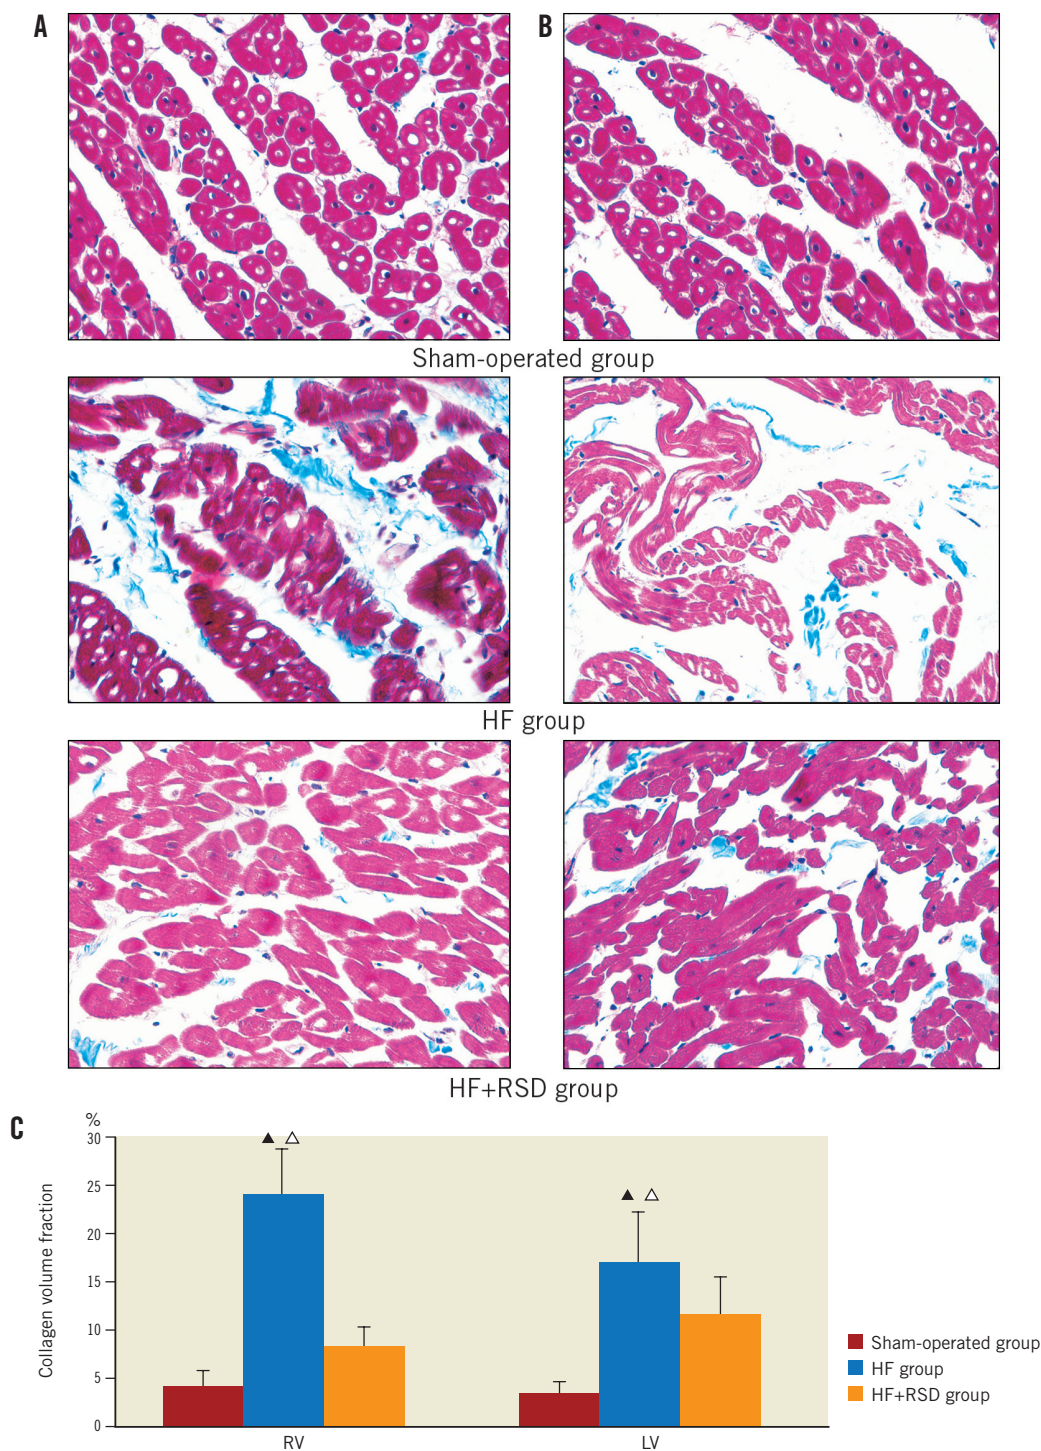 A
B
Sham-operated group
HF group
HF+RSD group
C
%
30
25
20
15
10
5
0
Collagen volume fraction
▲ △
▲ △
RV
LV
Sham-operated group
HF group
HF+RSD group